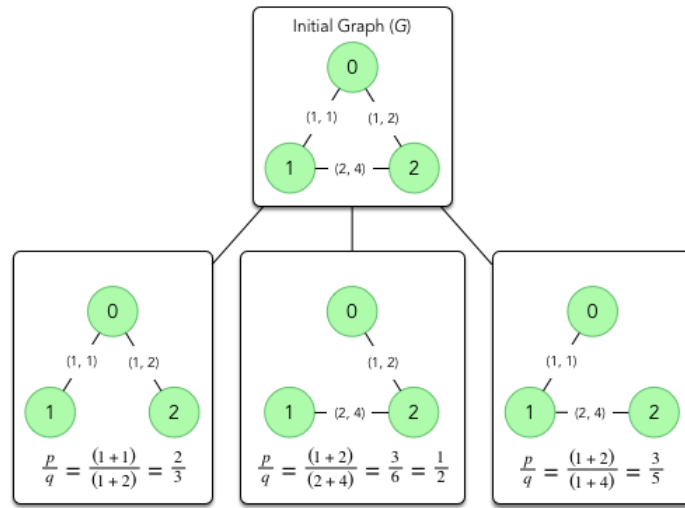 Initial Graph (G)
0
(1, 1) (1, 2)
1 (2, 4) 2
0
(1, 1) (1, 2)
1 2
p/q = (1 + 1)/(1 + 2) = 2/3
0
(1, 2)
1 (2, 4) 2
p/q = (1 + 2)/(2 + 4) = 3/6 = 1/2
0
(1, 1)
1 (2, 4) 2
p/q = (1 + 2)/(1 + 4) = 3/5